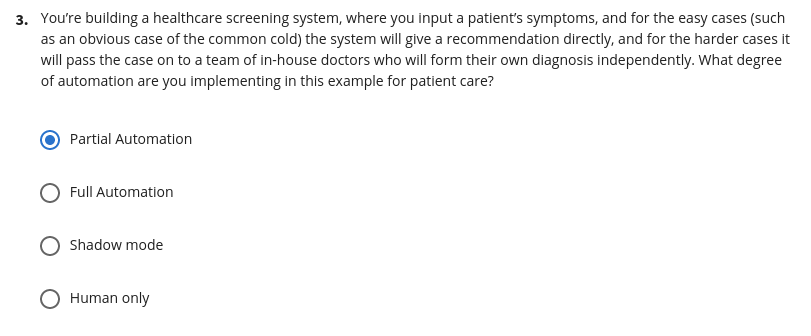 3. You’re building a healthcare screening system, where you input a patient’s symptoms, and for the easy cases (such
as an obvious case of the common cold) the system will give a recommendation directly, and for the harder cases it
will pass the case on to a team of in-house doctors who will form their own diagnosis independently. What degree
of automation are you implementing in this example for patient care?
Partial Automation
Full Automation
Shadow mode
Human only